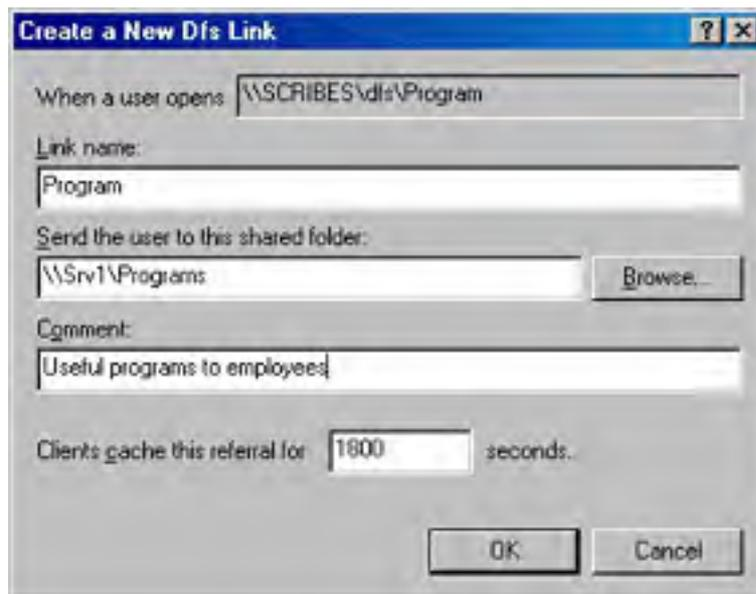 Create a New Dfs Link
When a user opens \\SCRIBES\dfs\Program
Link name:
Program
Send the user to this shared folder:
\\Srv1\Programs
Browse...
Comment:
Useful programs to employees
Clients cache this referral for 1800 seconds.
OK Cancel